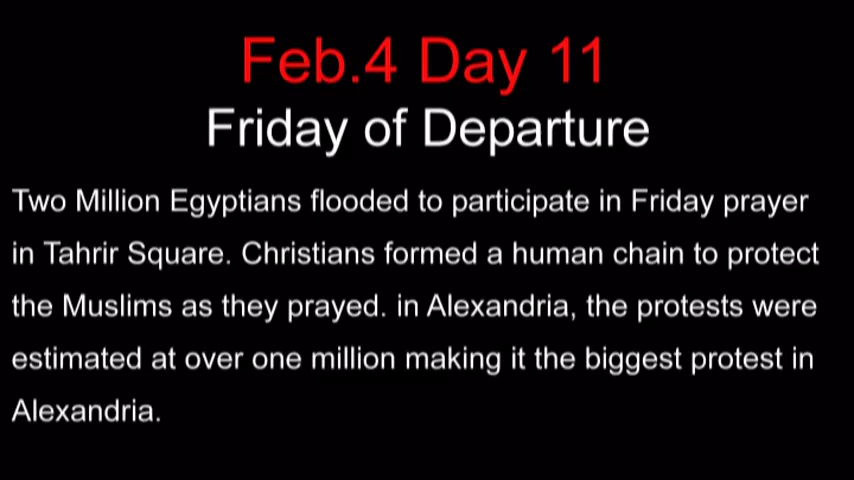 Feb.4 Day 11
Friday of Departure
Two Million Egyptians flooded to participate in Friday prayer
in Tahrir Square. Christians formed a human chain to protect
the Muslims as they prayed. in Alexandria, the protests were
estimated at over one million making it the biggest protest in
Alexandria.